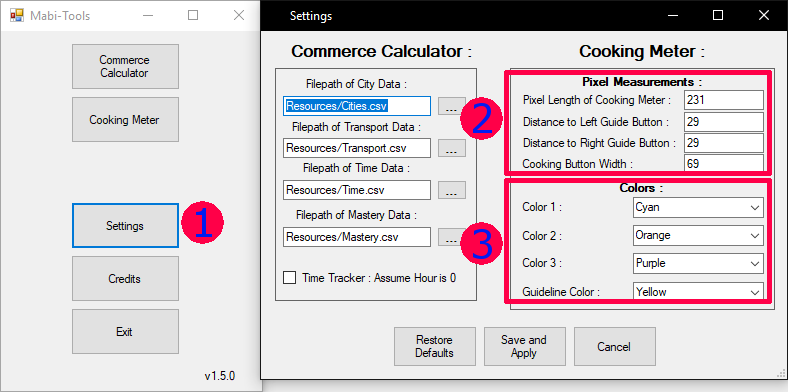 Mabi-Tools
Commerce
Calculator
Cooking Meter
Settings
1
Credits
Exit
v1.5.0
Settings
Commerce Calculator :
Filepath of City Data :
Resources/Cities.csv
...
Filepath of Transport Data :
Resources/Transport.csv
...
Filepath of Time Data :
Resources/Time.csv
...
Filepath of Mastery Data :
Resources/Mastery.csv
...
Time Tracker : Assume Hour is 0
Cooking Meter :
2
Pixel Measurements :
Pixel Length of Cooking Meter : 231
Distance to Left Guide Button : 29
Distance to Right Guide Button : 29
Cooking Button Width : 69
3
Colors :
Color 1 : Cyan
Color 2 : Orange
Color 3 : Purple
Guideline Color : Yellow
Restore
Defaults
Save and
Apply
Cancel